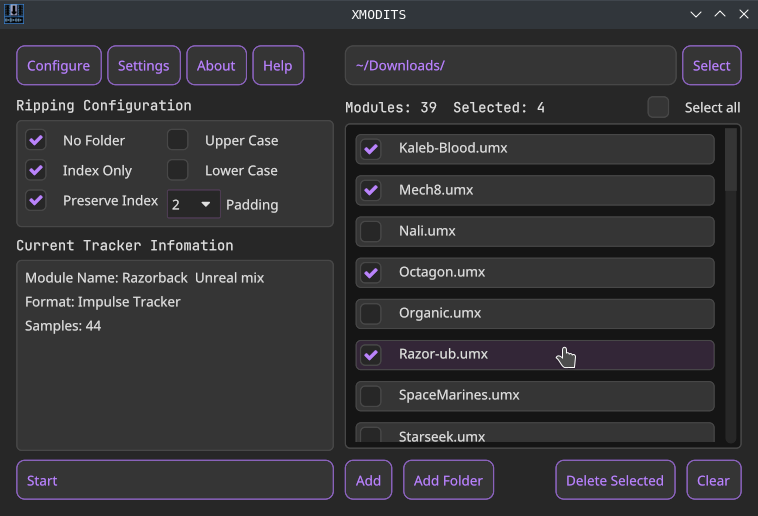 XMODITS
Configure Settings About Help
~/Downloads/ Select
Ripping Configuration
Modules: 39 Selected: 4 Select all
No Folder Upper Case
Index Only Lower Case
Preserve Index 2 Padding
Current Tracker Infomation
Module Name: Razorback Unreal mix
Format: Impulse Tracker
Samples: 44
Kaleb-Blood.umx
Mech8.umx
Nali.umx
Octagon.umx
Organic.umx
Razor-ub.umx
SpaceMarines.umx
Starseek.umx
Start Add Add Folder Delete Selected Clear